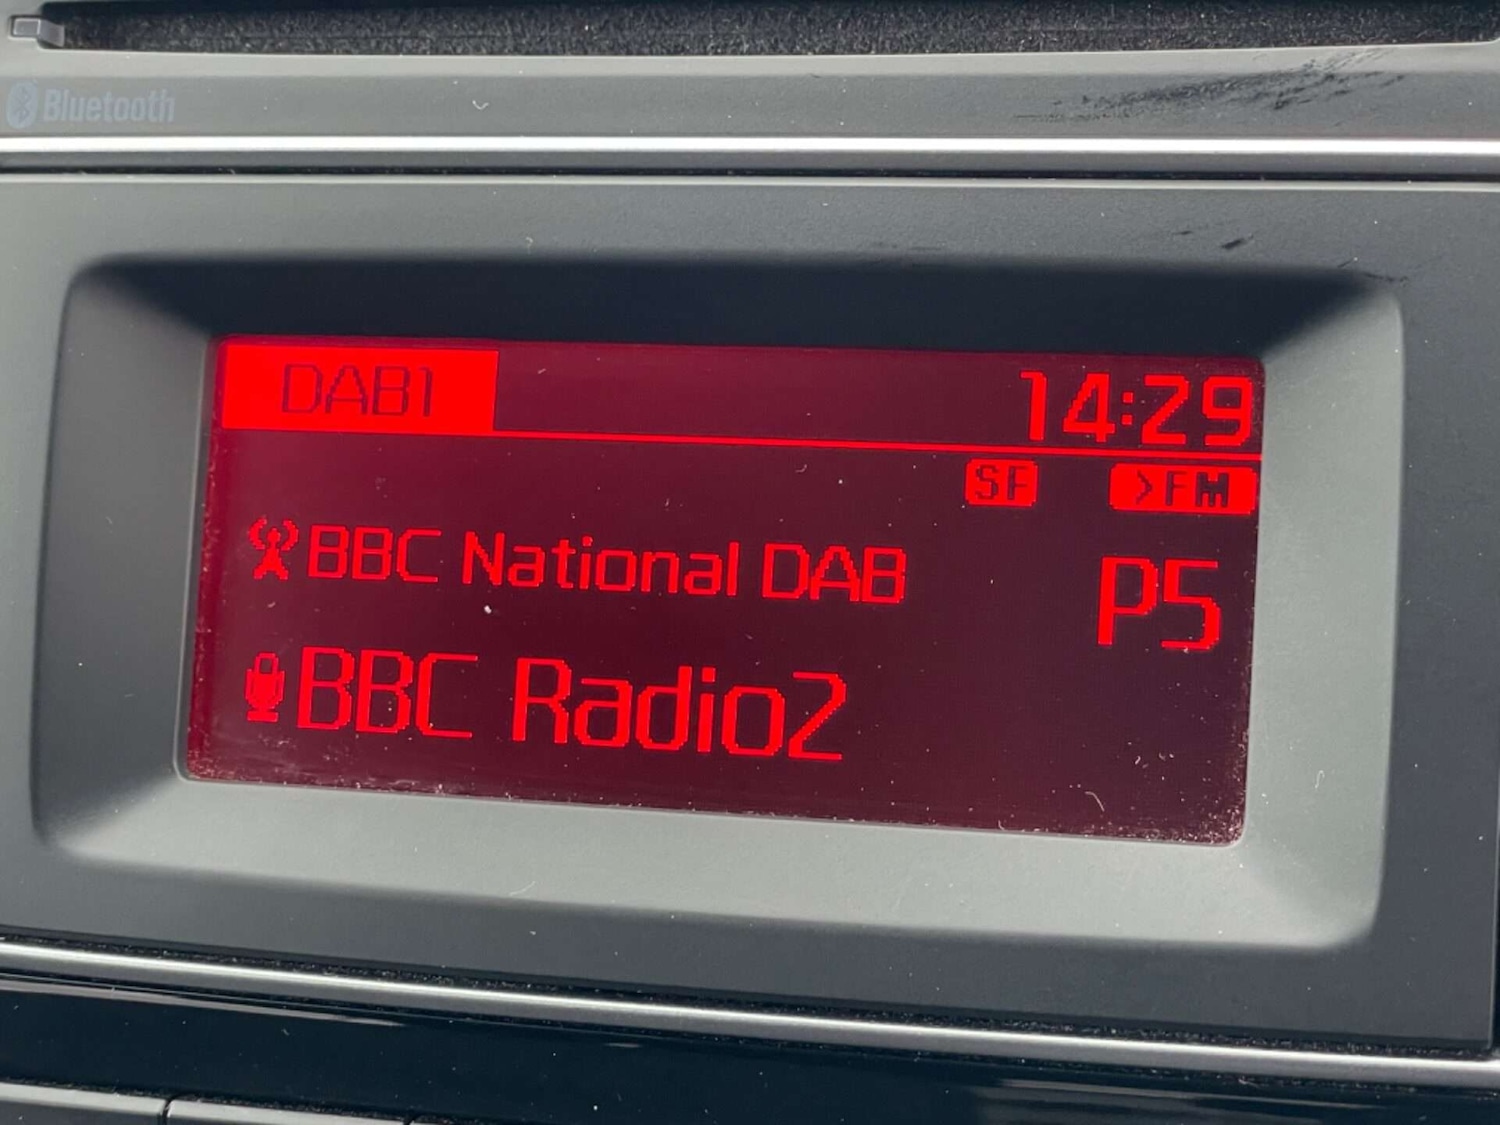 Bluetooth
DAB1 14:29
SF >FM
BBC National DAB P5
BBC Radio2